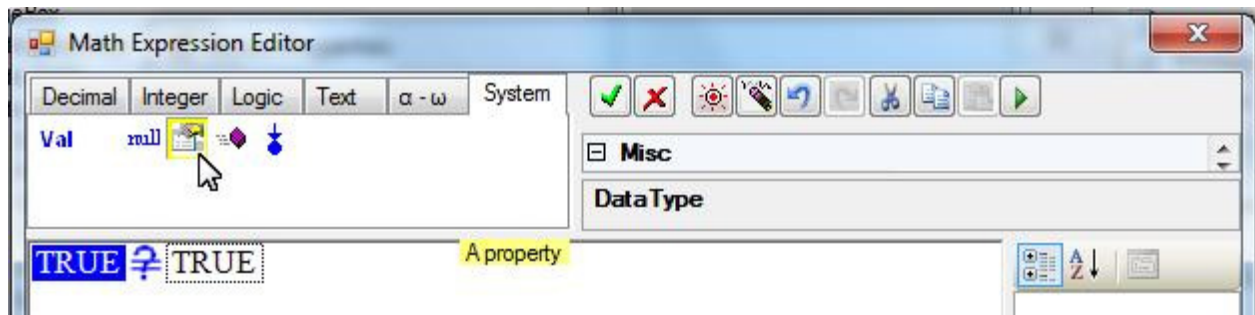 Math Expression Editor
Decimal Integer Logic Text α - ω System
Val null
Misc
DataType
TRUE ? TRUE
A property
A
Z